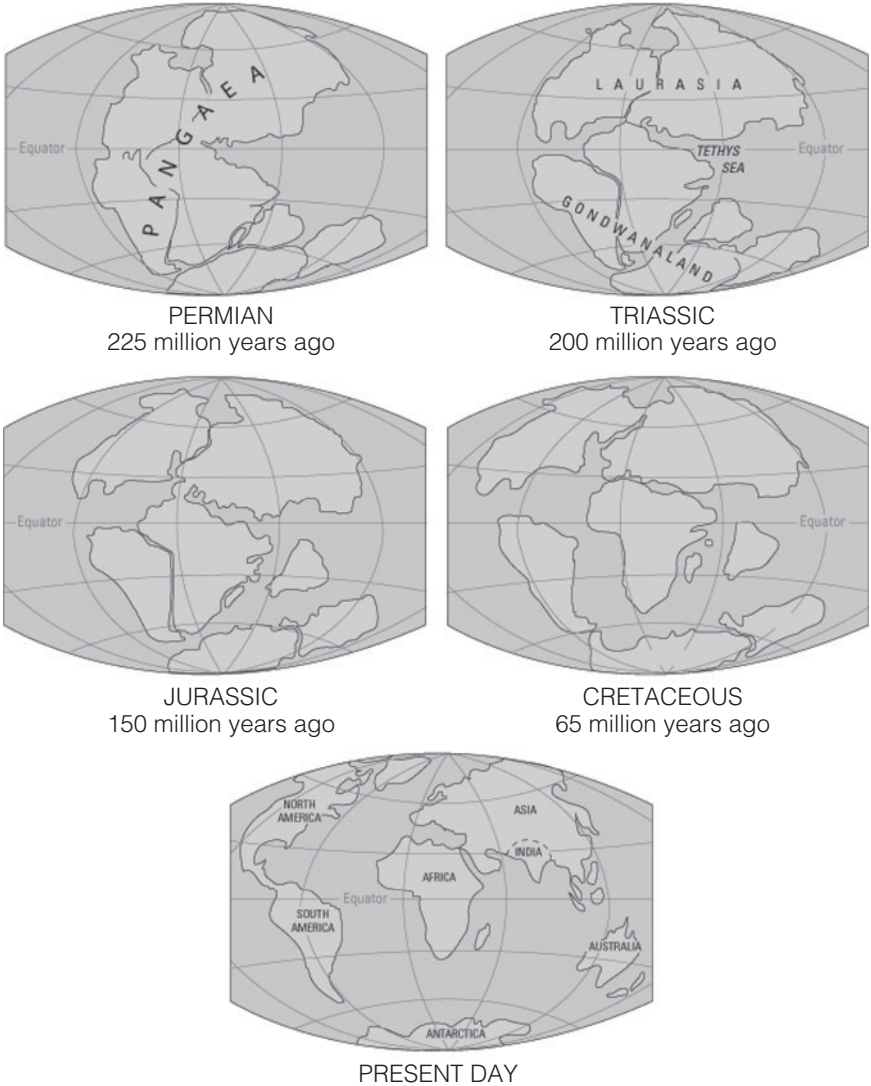 PANGAEA
Equator
PERMIAN
225 million years ago
LAURASIA
TETHYS
SEA
Equator
GONDWANALAND
TRIASSIC
200 million years ago
Equator
JURASSIC
150 million years ago
Equator
CRETACEOUS
65 million years ago
NORTH
AMERICA
ASIA
INDIA
AFRICA
Equator
SOUTH
AMERICA
AUSTRALIA
ANTARCTICA
PRESENT DAY